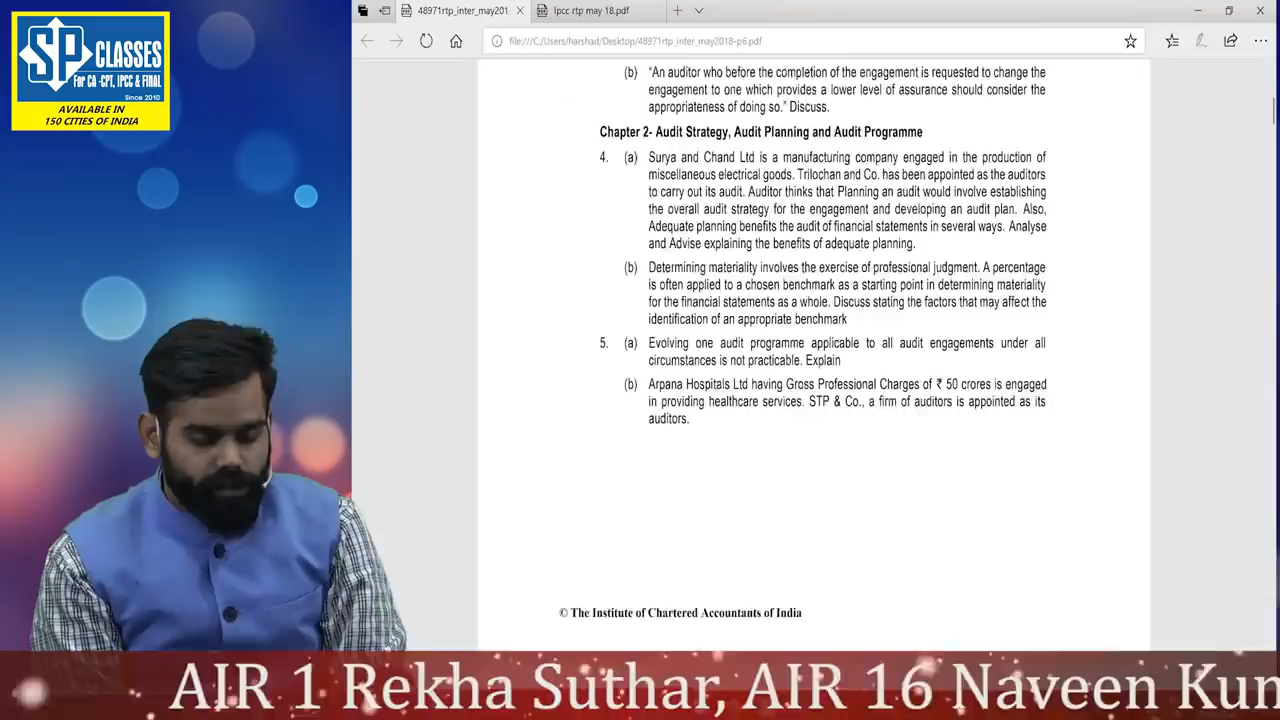 SP
CLASSES
For CA -CPT, IPCC & FINAL
Since 2010
AVAILABLE IN
150 CITIES OF INDIA
48971rtp_inter_may201
Ipcc rtp may 18.pdf
file:///C:/Users/harshad/Desktop/48971rtp_inter_may2018-p6.pdf
(b) “An auditor who before the completion of the engagement is requested to change the
engagement to one which provides a lower level of assurance should consider the
appropriateness of doing so.” Discuss.
Chapter 2- Audit Strategy, Audit Planning and Audit Programme
4. (a) Surya and Chand Ltd is a manufacturing company engaged in the production of
miscellaneous electrical goods. Trilochan and Co. has been appointed as the auditors
to carry out its audit. Auditor thinks that Planning an audit would involve establishing
the overall audit strategy for the engagement and developing an audit plan. Also,
Adequate planning benefits the audit of financial statements in several ways. Analyse
and Advise explaining the benefits of adequate planning.
(b) Determining materiality involves the exercise of professional judgment. A percentage
is often applied to a chosen benchmark as a starting point in determining materiality
for the financial statements as a whole. Discuss stating the factors that may affect the
identification of an appropriate benchmark
5. (a) Evolving one audit programme applicable to all audit engagements under all
circumstances is not practicable. Explain
(b) Arpana Hospitals Ltd having Gross Professional Charges of ₹ 50 crores is engaged
in providing healthcare services. STP & Co., a firm of auditors is appointed as its
auditors.
© The Institute of Chartered Accountants of India
AIR 1 Rekha Suthar, AIR 16 Naveen Kum